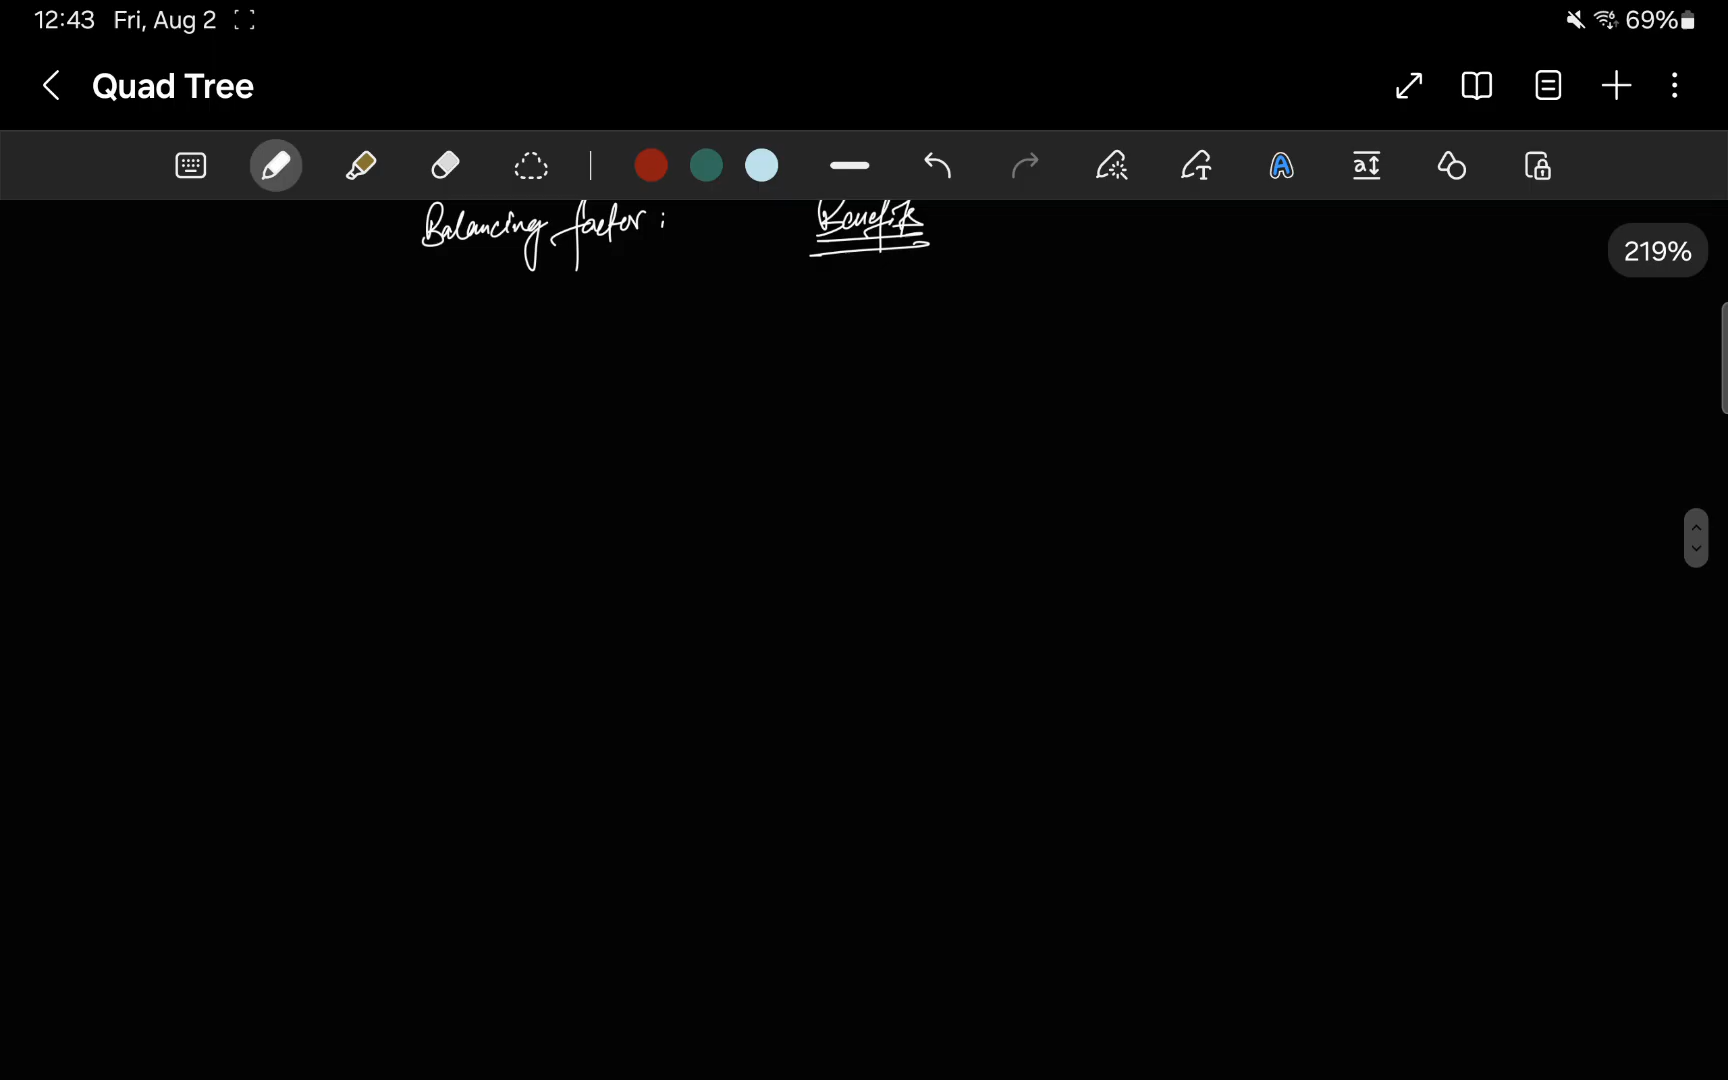 12:43 Fri, Aug 2 69%
Quad Tree
A a T
Balancing factor : Benefits
219%